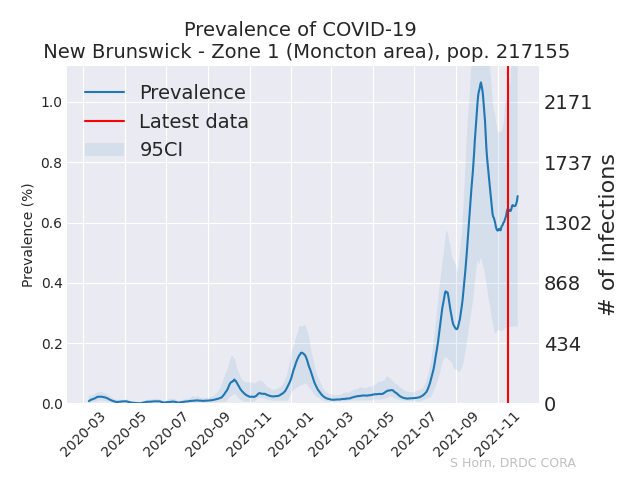 Prevalence of COVID-19
New Brunswick - Zone 1 (Moncton area), pop. 217155
Prevalence
Latest data
95CI
Prevalence (%)
1.0
0.8
0.6
0.4
0.2
0.0
2171
1737
1302
868
434
0
# of infections
2020-03
2020-05
2020-07
2020-09
2020-11
2021-01
2021-03
2021-05
2021-07
2021-09
2021-11
S Horn, DRDC CORA